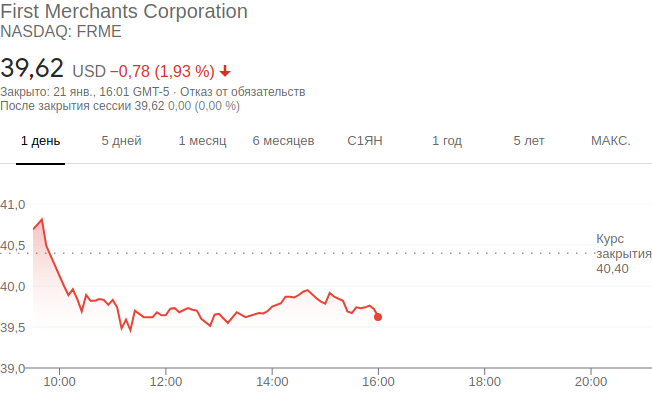 First Merchants Corporation
NASDAQ: FRME
39,62 USD −0,78 (1,93 %)
Закрыто: 21 янв., 16:01 GMT-5 · Отказ от обязательств
После закрытия сессии 39,62 0,00 (0,00 %)
1 день 5 дней 1 месяц 6 месяцев С1ЯН 1 год 5 лет МАКС.
41,0
Курс
40,5
закрытия
40,40
40,0
39,5
39,0
10:00 12:00 14:00 16:00 18:00 20:00